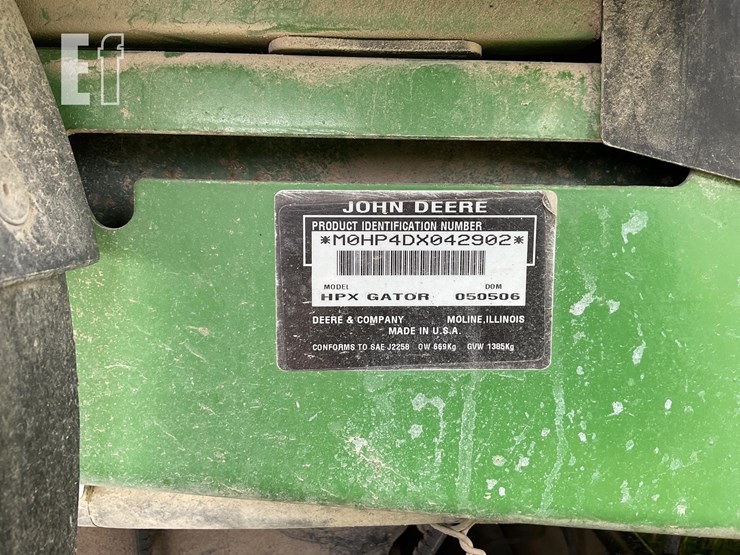 Ef
JOHN DEERE
PRODUCT IDENTIFICATION NUMBER
*M0HP4DX042902*
MODEL DOM
HPX GATOR 050506
DEERE & COMPANY MOLINE, ILLINOIS
MADE IN U.S.A.
CONFORMS TO SAE J2258 OW 669Kg GVW 1385Kg